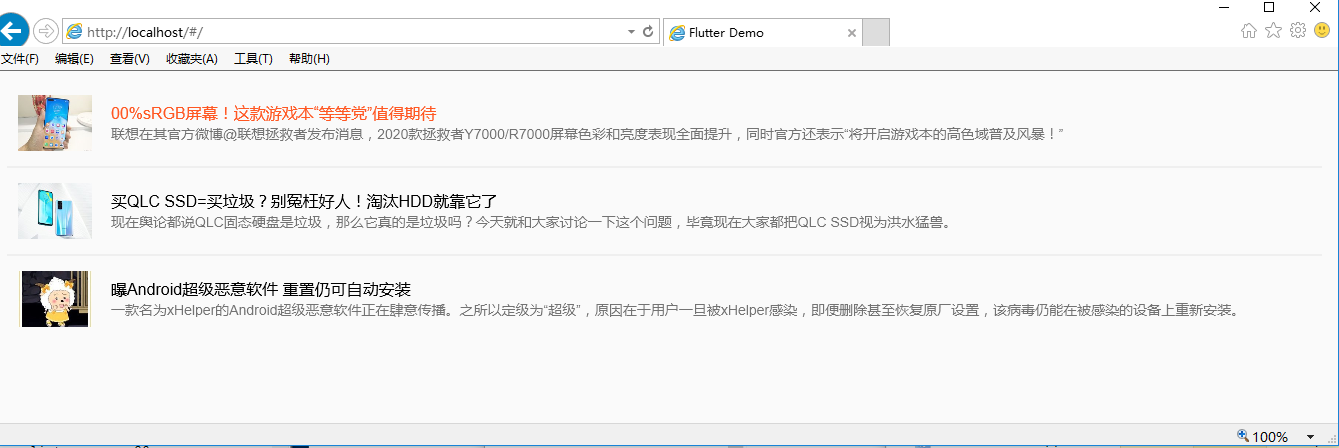 http://localhost/#/
Flutter Demo
文件(F) 编辑(E) 查看(V) 收藏夹(A) 工具(T) 帮助(H)
00%sRGB屏幕！这款游戏本“等等党”值得期待
联想在其官方微博@联想拯救者发布消息，2020款拯救者Y7000/R7000屏幕色彩和亮度表现全面提升，同时官方还表示“将开启游戏本的高色域普及风暴！”
买QLC SSD=买垃圾？别冤枉好人！淘汰HDD就靠它了
现在舆论都说QLC固态硬盘是垃圾，那么它真的是垃圾吗？今天就和大家讨论一下这个问题，毕竟现在大家都把QLC SSD视为洪水猛兽。
曝Android超级恶意软件 重置仍可自动安装
一款名为xHelper的Android超级恶意软件正在肆意传播。之所以定级为“超级”，原因在于用户一旦被xHelper感染，即便删除甚至恢复原厂设置，该病毒仍能在被感染的设备上重新安装。
100%